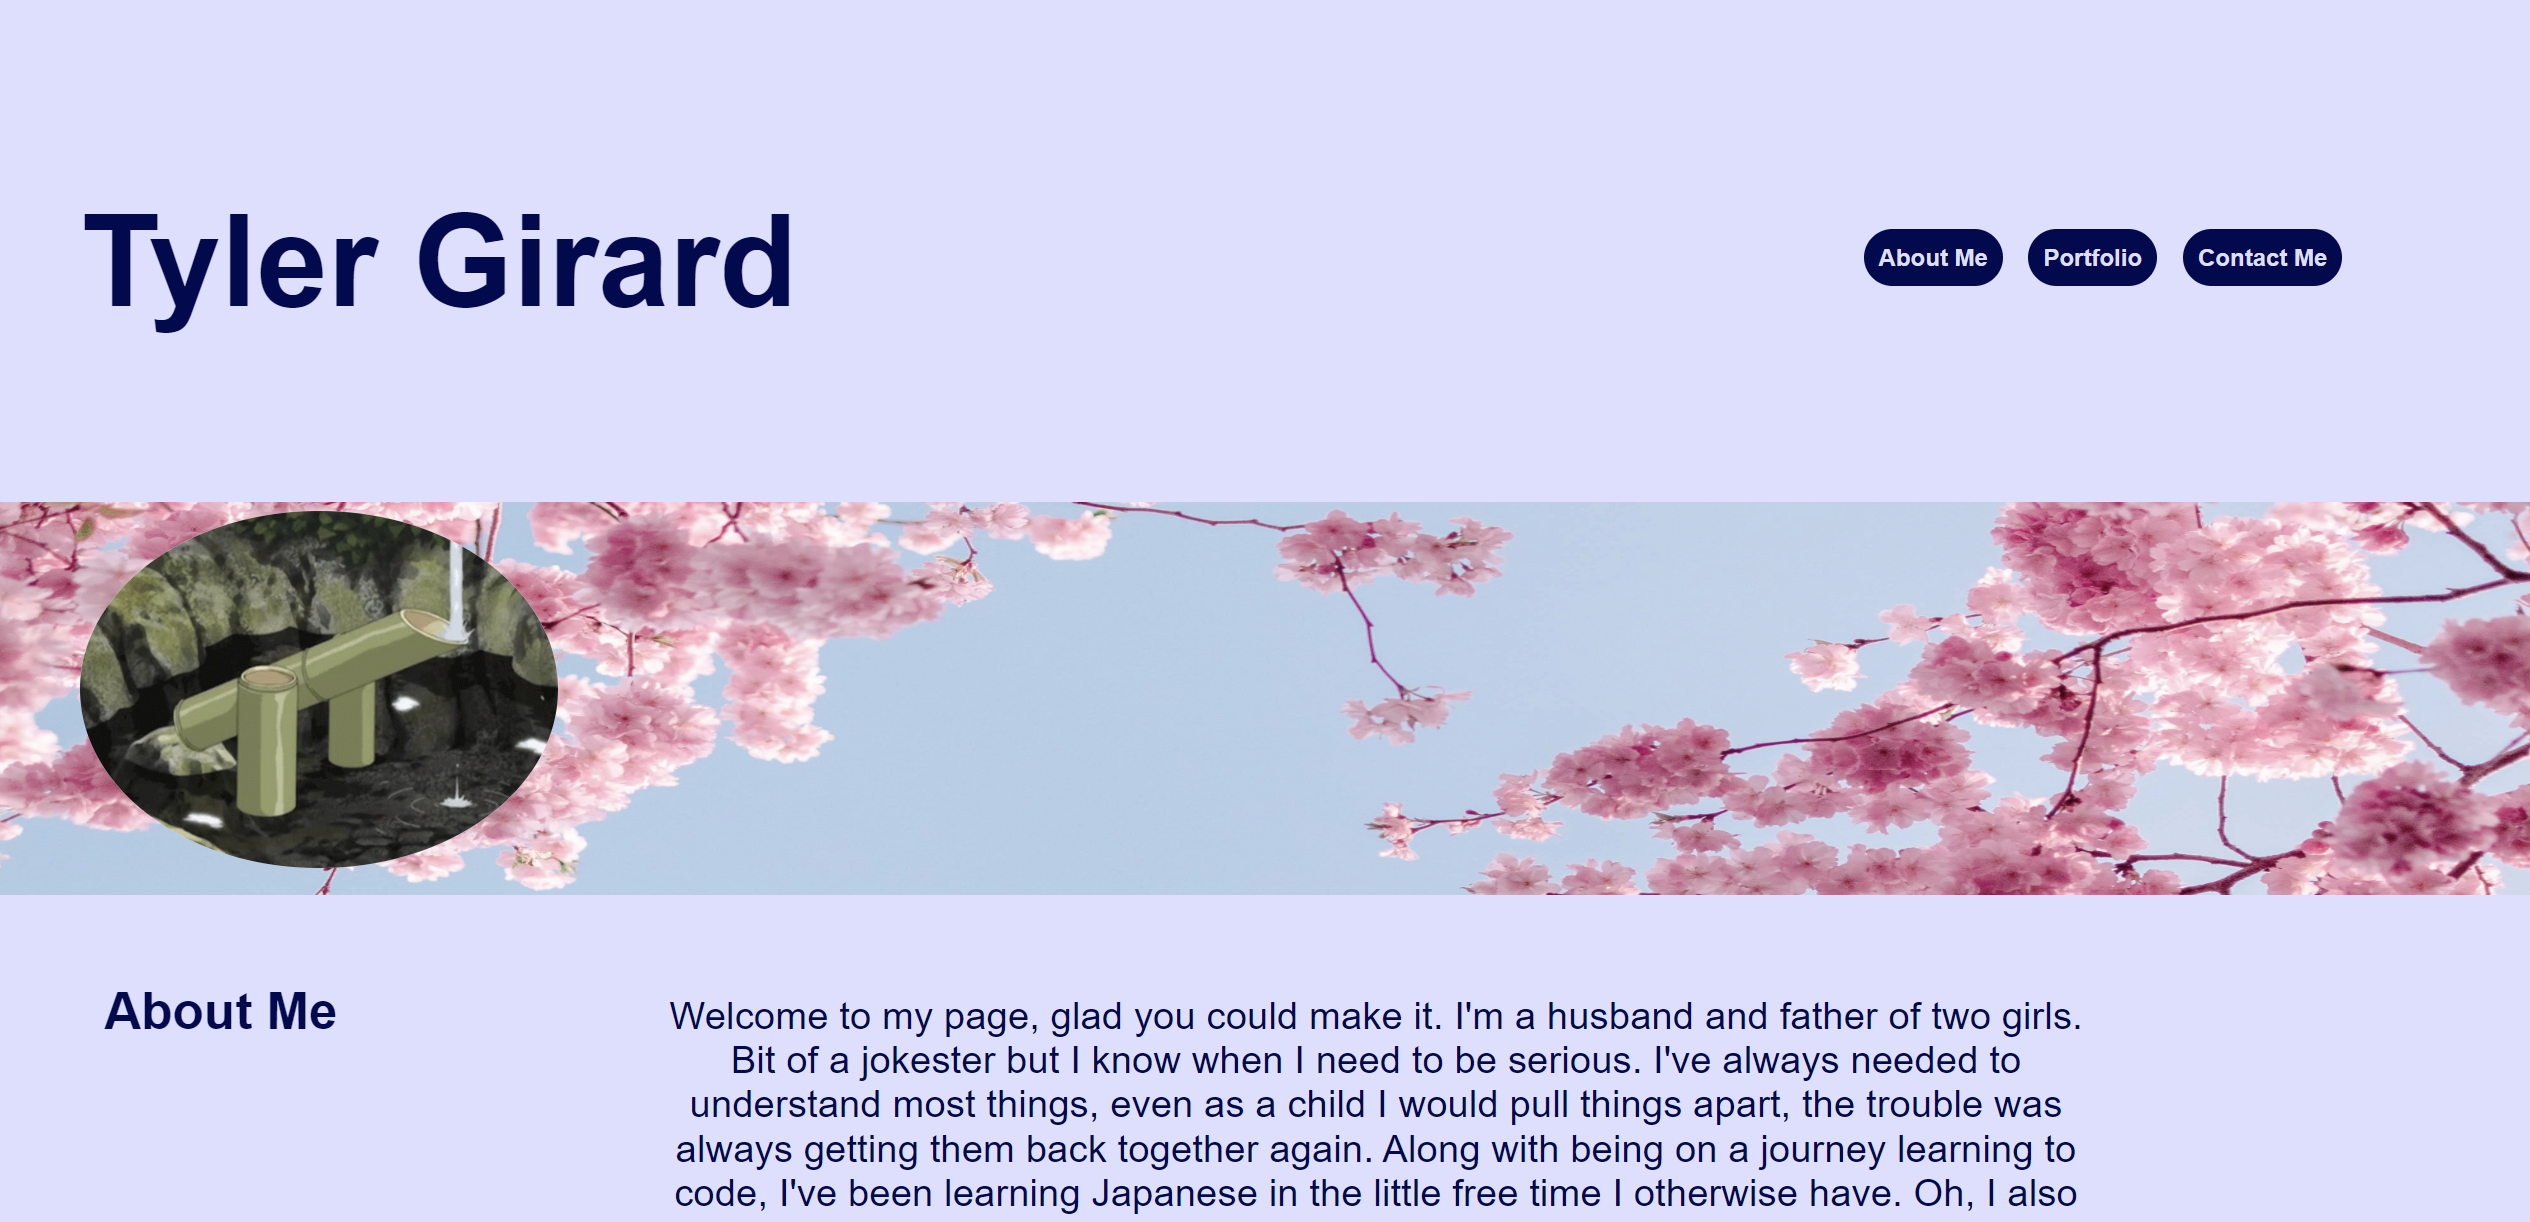 Tyler Girard
About Me
Portfolio
Contact Me
About Me
Welcome to my page, glad you could make it. I'm a husband and father of two girls.
Bit of a jokester but I know when I need to be serious. I've always needed to
understand most things, even as a child I would pull things apart, the trouble was
always getting them back together again. Along with being on a journey learning to
code, I've been learning Japanese in the little free time I otherwise have. Oh, I also